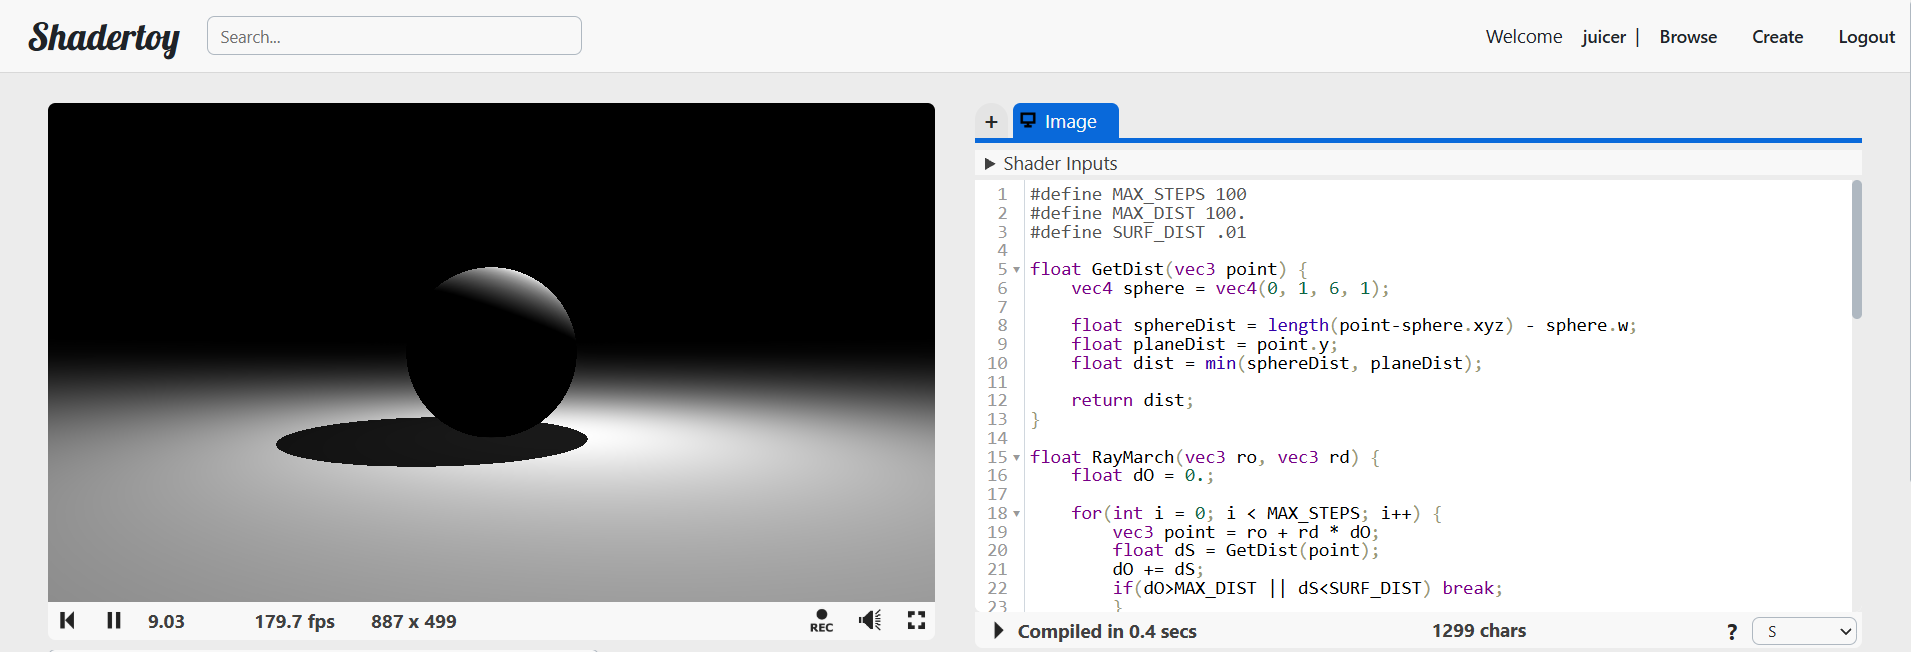 Shadertoy
Search...
Welcome juicer | Browse Create Logout
+ Image
Shader Inputs
1 #define MAX_STEPS 100
2 #define MAX_DIST 100.
3 #define SURF_DIST .01
4
5 float GetDist(vec3 point) {
6 vec4 sphere = vec4(0, 1, 6, 1);
7
8 float sphereDist = length(point-sphere.xyz) - sphere.w;
9 float planeDist = point.y;
10 float dist = min(sphereDist, planeDist);
11
12 return dist;
13 }
14
15 float RayMarch(vec3 ro, vec3 rd) {
16 float dO = 0.;
17
18 for(int i = 0; i < MAX_STEPS; i++) {
19 vec3 point = ro + rd * dO;
20 float dS = GetDist(point);
21 dO += dS;
22 if(dO>MAX_DIST || dS<SURF_DIST) break;
23 }
9.03 179.7 fps 887 x 499 REC
Compiled in 0.4 secs 1299 chars ? S